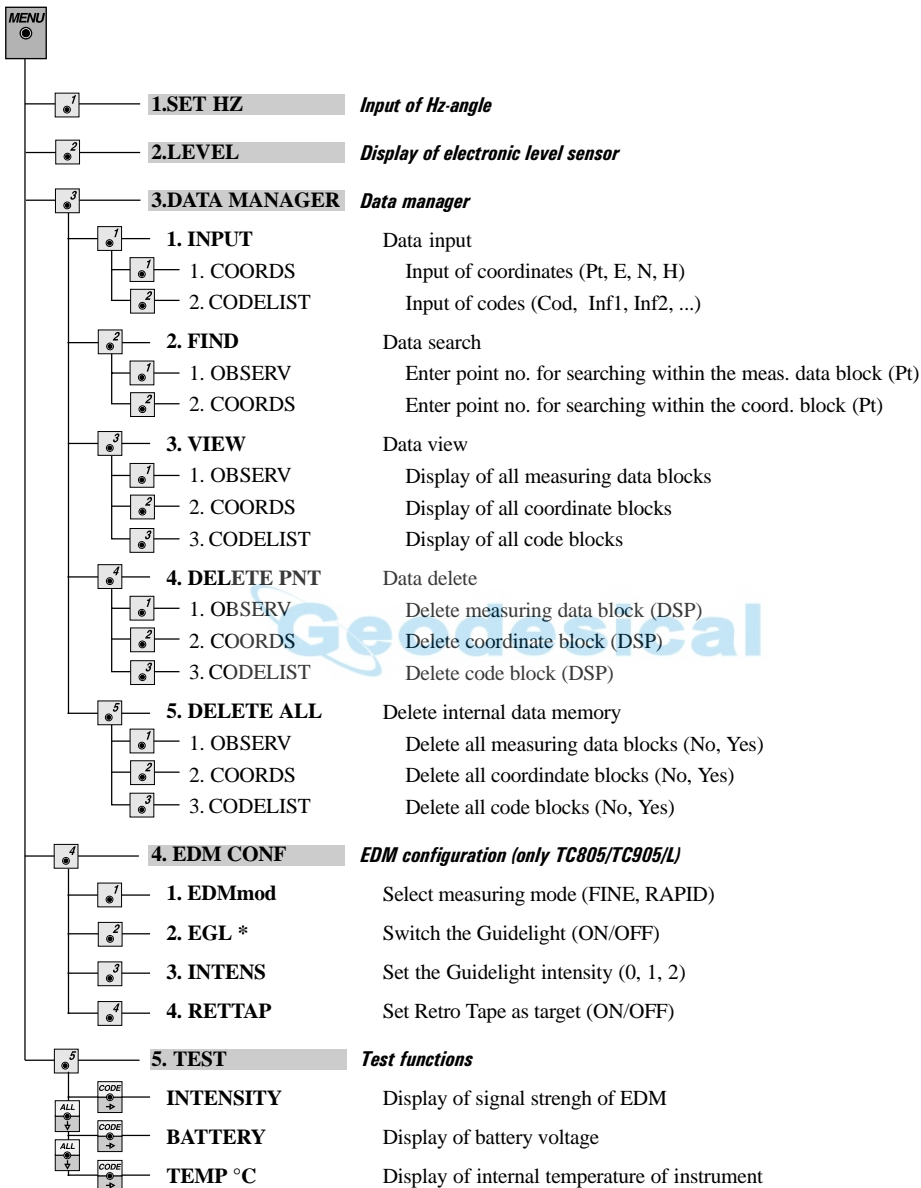 MENU
1 1.SET HZ Input of Hz-angle
2 2.LEVEL Display of electronic level sensor
3 3.DATA MANAGER Data manager
1 1. INPUT Data input
1 1. COORDS Input of coordinates (Pt, E, N, H)
2 2. CODELIST Input of codes (Cod, Inf1, Inf2, ...)
2 2. FIND Data search
1 1. OBSERV Enter point no. for searching within the meas. data block (Pt)
2 2. COORDS Enter point no. for searching within the coord. block (Pt)
3 3. VIEW Data view
1 1. OBSERV Display of all measuring data blocks
2 2. COORDS Display of all coordinate blocks
3 3. CODELIST Display of all code blocks
4 4. DELETE PNT Data delete
1 1. OBSERV Delete measuring data block (DSP)
2 2. COORDS Delete coordinate block (DSP)
Geodesical
3 3. CODELIST Delete code block (DSP)
5 5. DELETE ALL Delete internal data memory
1 1. OBSERV Delete all measuring data blocks (No, Yes)
2 2. COORDS Delete all coordindate blocks (No, Yes)
3 3. CODELIST Delete all code blocks (No, Yes)
4 4. EDM CONF EDM configuration (only TC805/TC905/L)
1 1. EDMmod Select measuring mode (FINE, RAPID)
2 2. EGL * Switch the Guidelight (ON/OFF)
3 3. INTENS Set the Guidelight intensity (0, 1, 2)
4 4. RETTAP Set Retro Tape as target (ON/OFF)
5 5. TEST Test functions
CODE INTENSITY Display of signal strengh of EDM
ALL
CODE BATTERY Display of battery voltage
ALL
CODE TEMP °C Display of internal temperature of instrument